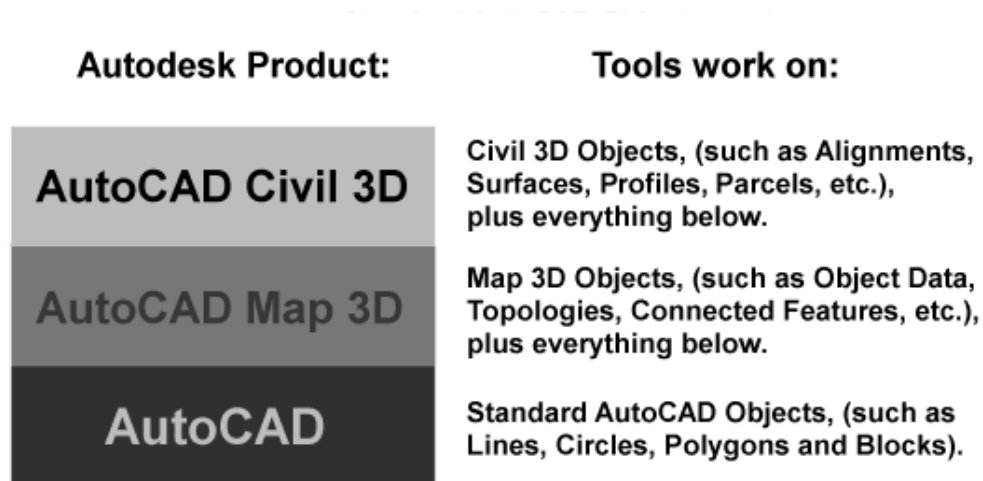 Autodesk Product:
Tools work on:
AutoCAD Civil 3D
Civil 3D Objects, (such as Alignments,
Surfaces, Profiles, Parcels, etc.),
plus everything below.
AutoCAD Map 3D
Map 3D Objects, (such as Object Data,
Topologies, Connected Features, etc.),
plus everything below.
AutoCAD
Standard AutoCAD Objects, (such as
Lines, Circles, Polygons and Blocks).